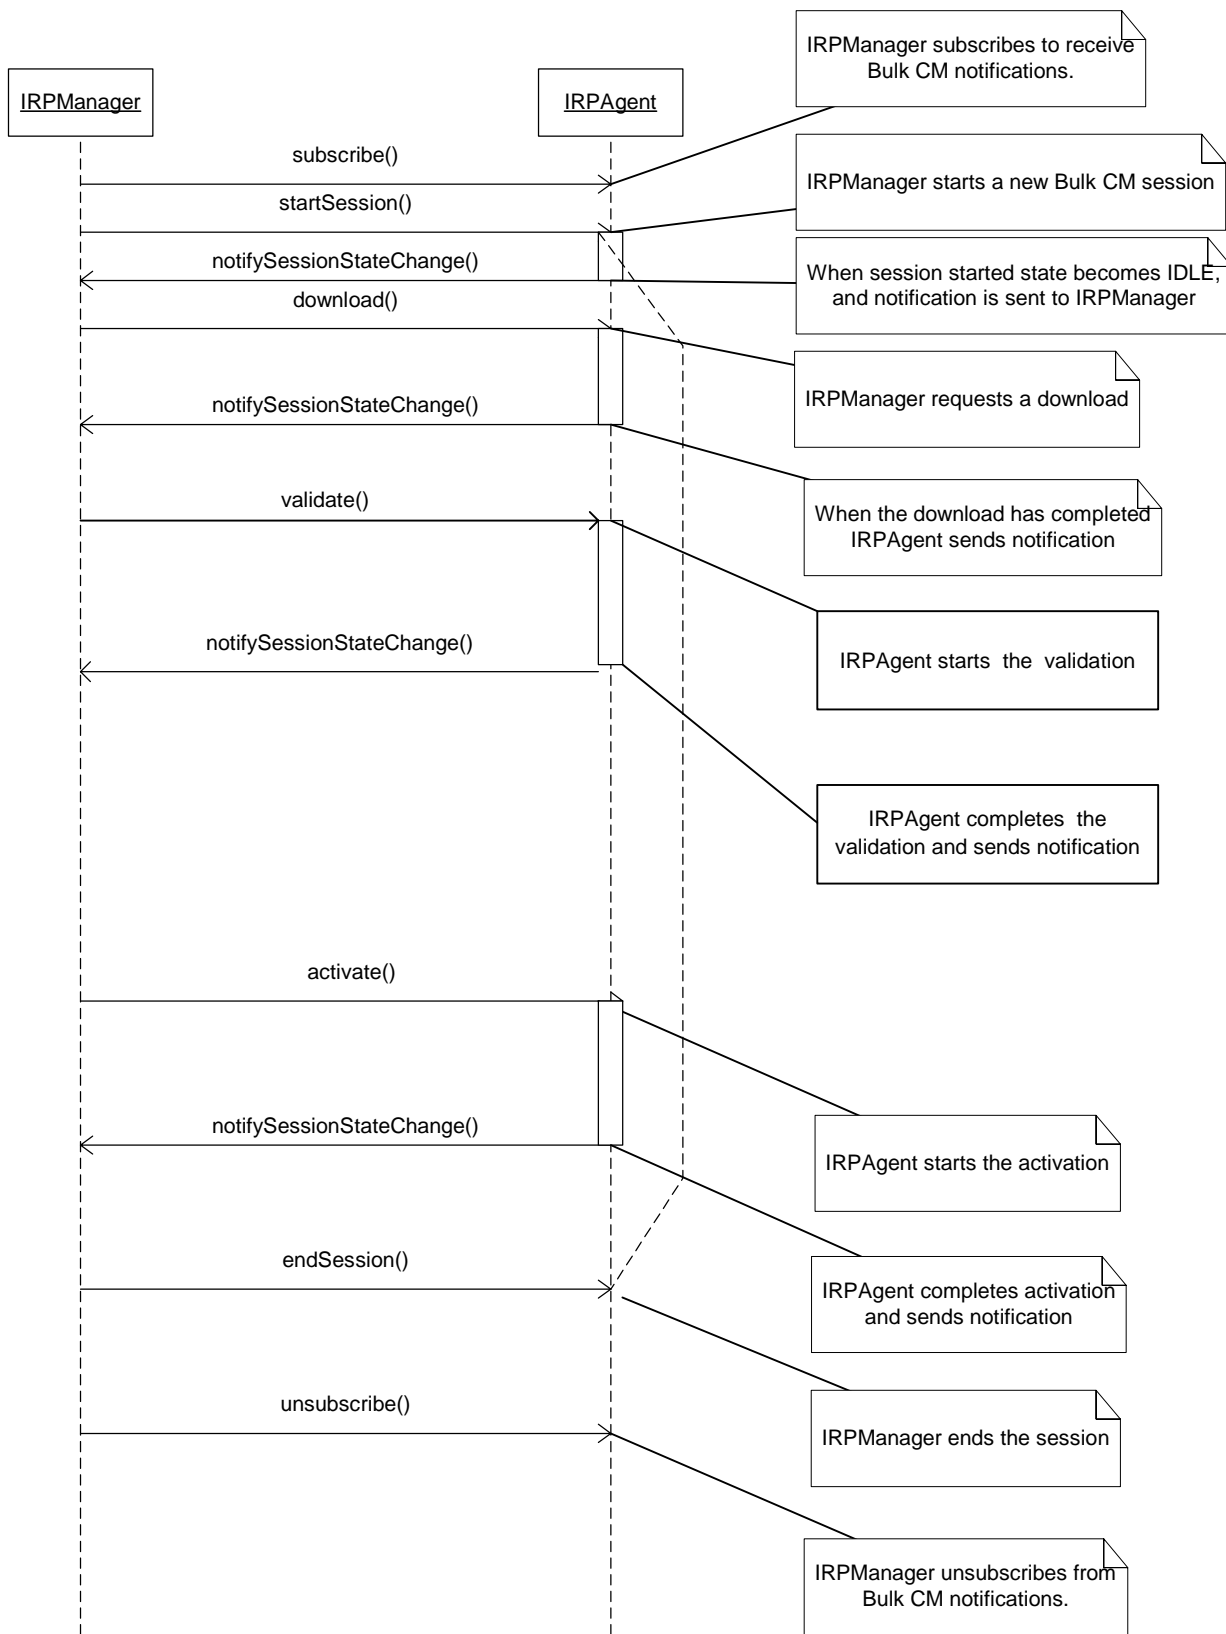 IRPManager subscribes to receive
Bulk CM notifications.
IRPManager
IRPAgent
subscribe()
IRPManager starts a new Bulk CM session
startSession()
notifySessionStateChange()
When session started state becomes IDLE,
and notification is sent to IRPManager
download()
IRPManager requests a download
notifySessionStateChange()
validate()
When the download has completed
IRPAgent sends notification
notifySessionStateChange()
IRPAgent starts  the  validation
IRPAgent completes  the
validation and sends notification
activate()
notifySessionStateChange()
IRPAgent starts the activation
endSession()
IRPAgent completes activation
and sends notification
unsubscribe()
IRPManager ends the session
IRPManager unsubscribes from
Bulk CM notifications.